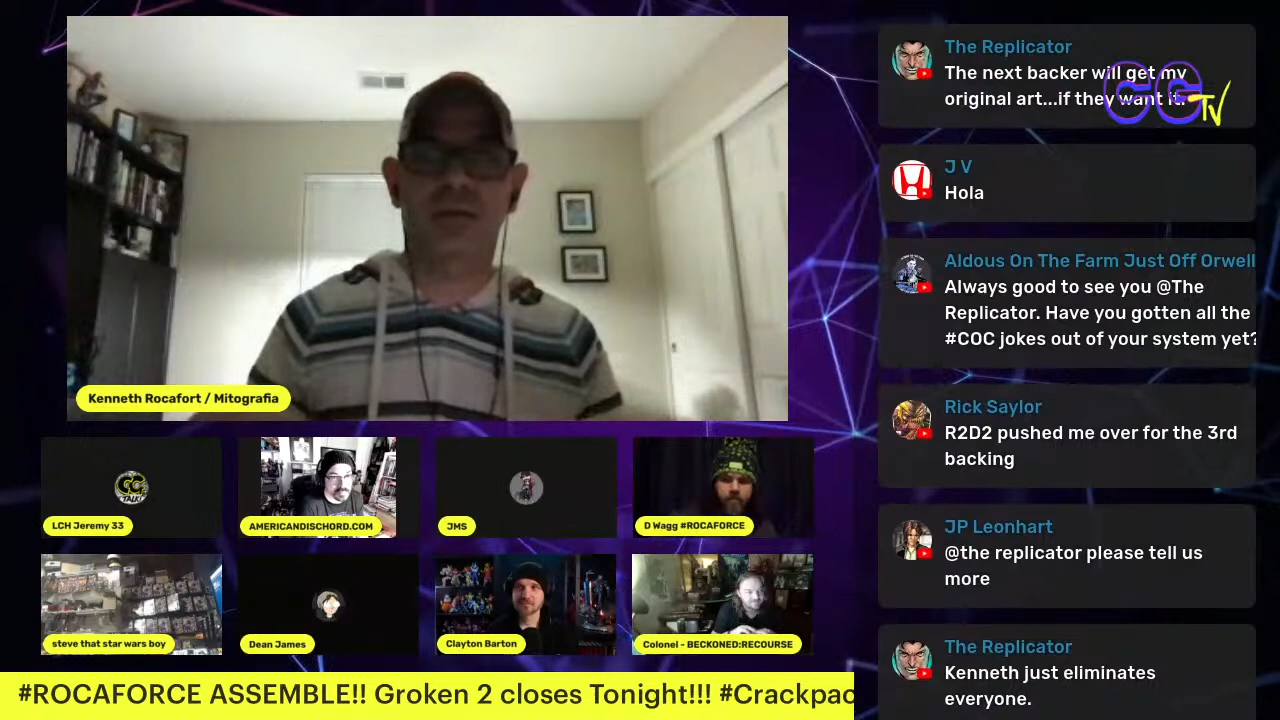 Kenneth Rocafort / Mitografia
LCH Jeremy 33
AMERICANDISCHORD.COM
JMS
D Wagg #ROCAFORCE
steve that star wars boy
Dean James
Clayton Barton
Colonel - BECKONED:RECOURSE
#ROCAFORCE ASSEMBLE!! Groken 2 closes Tonight!!! #Crackpac
The Replicator
The next backer will get my
original art...if they want it.
GG TV
J V
Hola
Aldous On The Farm Just Off Orwell
Always good to see you @The
Replicator. Have you gotten all the
#COC jokes out of your system yet?
Rick Saylor
R2D2 pushed me over for the 3rd
backing
JP Leonhart
@the replicator please tell us
more
The Replicator
Kenneth just eliminates
everyone.